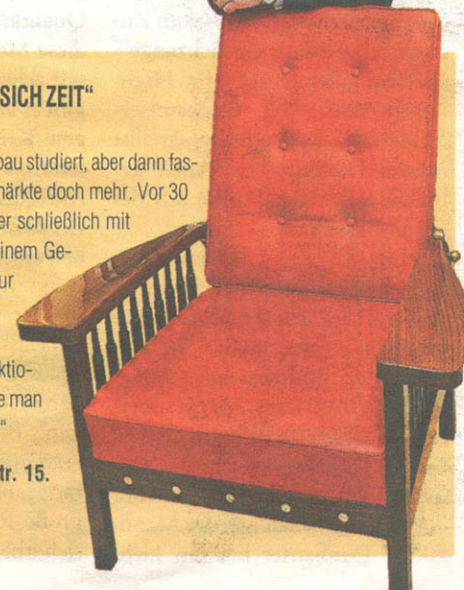 SICH ZEIT“
bau studiert, aber dann fas-
märkte doch mehr. Vor 30
er schließlich mit
inem Ge-
ur
ktio-
e man
“
tr. 15.